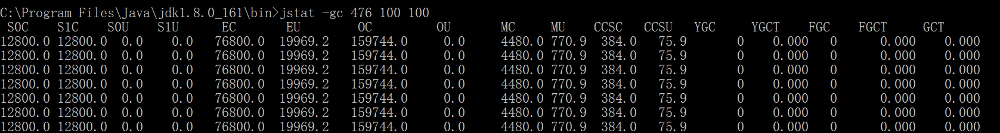 C:\Program Files\Java\jdk1.8.0_161\bin>jstat -gc 476 100 100
S0C S1C S0U S1U EC EU OC OU MC MU CCSC CCSU YGC YGCT FGC FGCT GCT
12800.0 12800.0 0.0 0.0 76800.0 19969.2 159744.0 0.0 4480.0 770.9 384.0 75.9 0 0.000 0 0.000 0.000
12800.0 12800.0 0.0 0.0 76800.0 19969.2 159744.0 0.0 4480.0 770.9 384.0 75.9 0 0.000 0 0.000 0.000
12800.0 12800.0 0.0 0.0 76800.0 19969.2 159744.0 0.0 4480.0 770.9 384.0 75.9 0 0.000 0 0.000 0.000
12800.0 12800.0 0.0 0.0 76800.0 19969.2 159744.0 0.0 4480.0 770.9 384.0 75.9 0 0.000 0 0.000 0.000
12800.0 12800.0 0.0 0.0 76800.0 19969.2 159744.0 0.0 4480.0 770.9 384.0 75.9 0 0.000 0 0.000 0.000
12800.0 12800.0 0.0 0.0 76800.0 19969.2 159744.0 0.0 4480.0 770.9 384.0 75.9 0 0.000 0 0.000 0.000
12800.0 12800.0 0.0 0.0 76800.0 19969.2 159744.0 0.0 4480.0 770.9 384.0 75.9 0 0.000 0 0.000 0.000